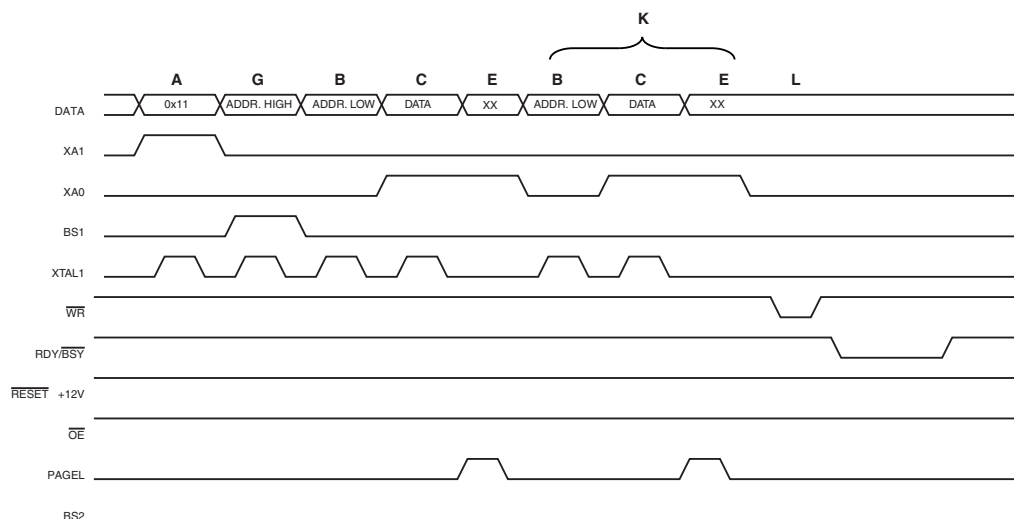 K
A G B C E B C E L
DATA 0x11 ADDR. HIGH ADDR. LOW DATA XX ADDR. LOW DATA XX
XA1
XA0
BS1
XTAL1
WR
RDY/BSY
RESET +12V
OE
PAGEL
BS2